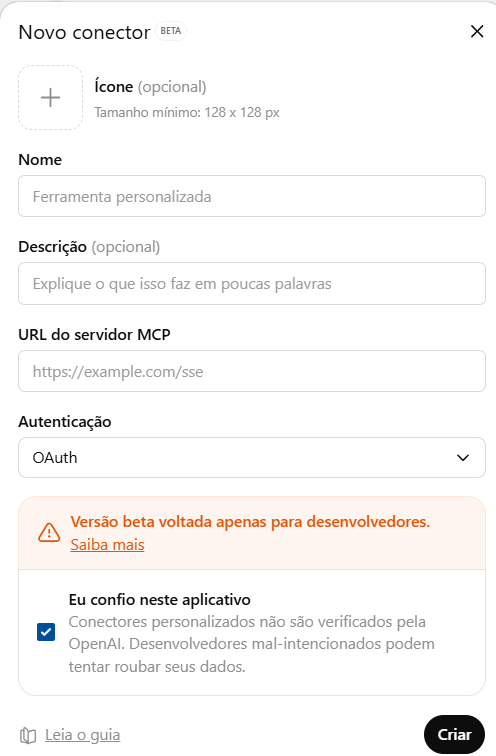 Novo conector BETA
Ícone (opcional)
Tamanho mínimo: 128 x 128 px
Nome
Ferramenta personalizada
Descrição (opcional)
Explique o que isso faz em poucas palavras
URL do servidor MCP
https://example.com/sse
Autenticação
OAuth
Versão beta voltada apenas para desenvolvedores.
Saiba mais
Eu confio neste aplicativo
Conectores personalizados não são verificados pela
OpenAI. Desenvolvedores mal-intencionados podem
tentar roubar seus dados.
Leia o guia
Criar